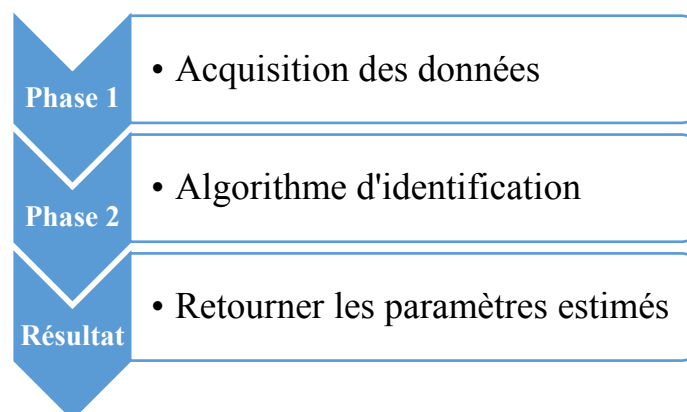 Phase 1
• Acquisition des données
Phase 2
• Algorithme d'identification
Résultat
• Retourner les paramètres estimés